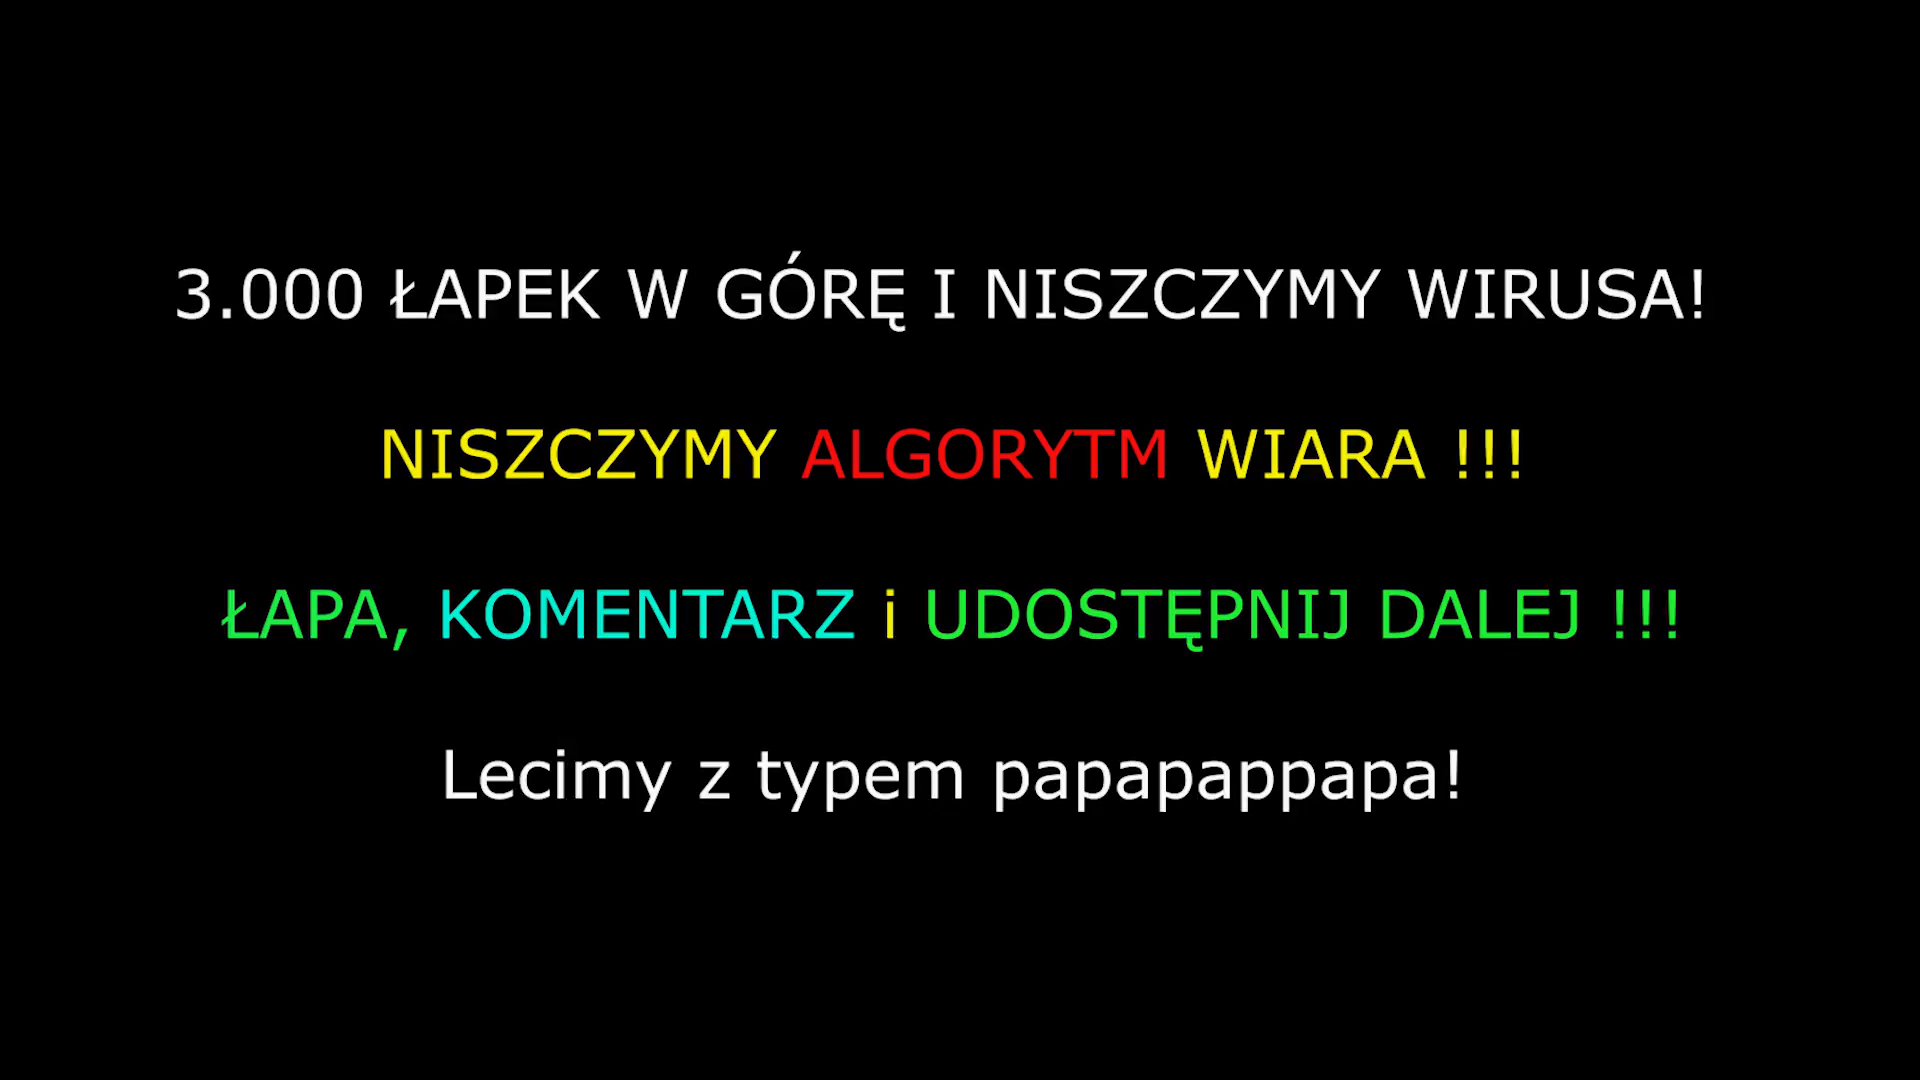 3.000 ŁAPEK W GÓRĘ I NISZCZYMY WIRUSA!
NISZCZYMY ALGORYTM WIARA !!!
ŁAPA, KOMENTARZ i UDOSTĘPNIJ DALEJ !!!
Lecimy z typem papapappapa!